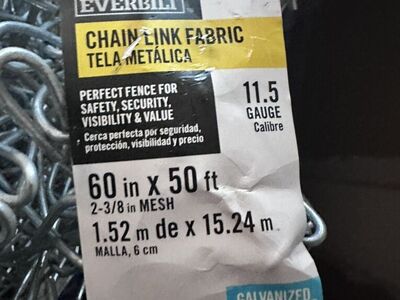 EVERBILT
CHAIN LINK FABRIC
TELA METÁLICA
PERFECT FENCE FOR
SAFETY, SECURITY,
VISIBILITY & VALUE
Cerca perfecta por seguridad,
protección, visibilidad y precio
11.5
GAUGE
Calibre
60 in x 50 ft
2-3/8 in MESH
1.52 m de x 15.24 m
MALLA, 6 cm
GALVANIZED